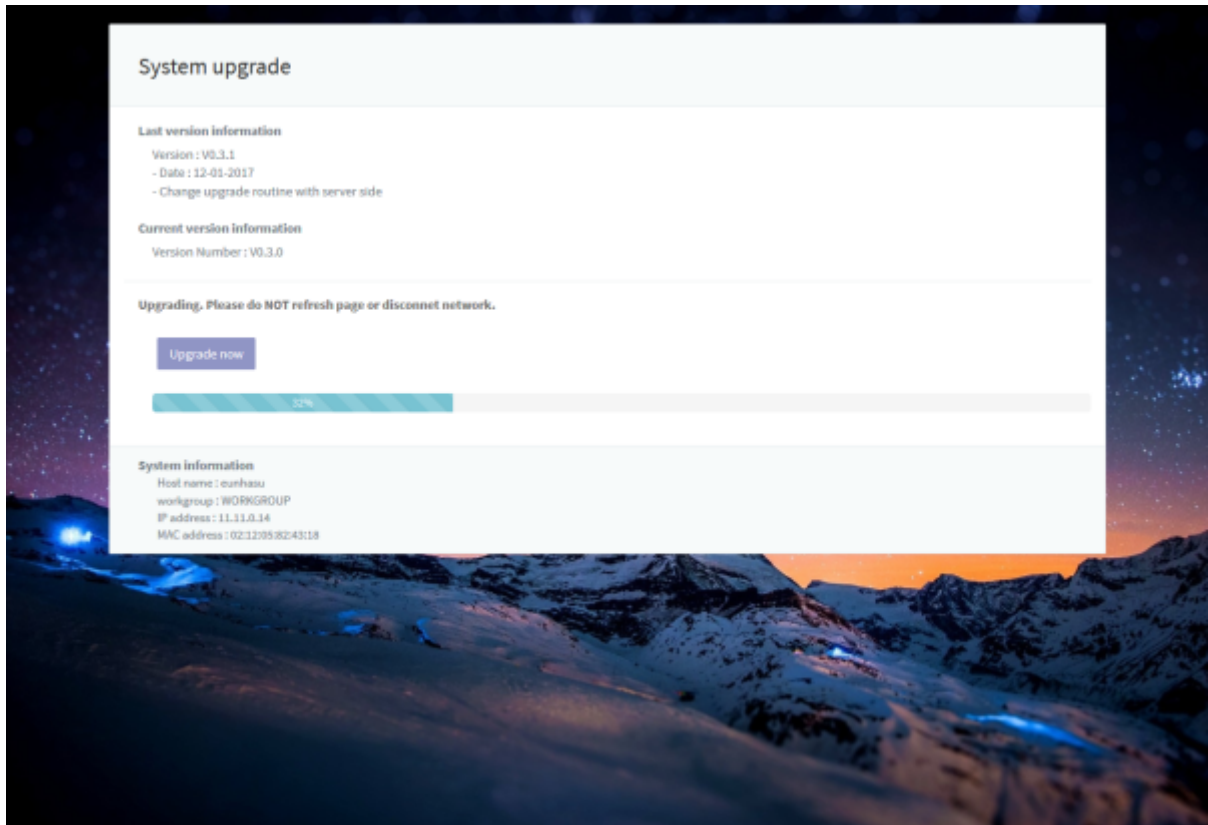 System upgrade
Last version information
Version : V0.3.1
- Date : 12-01-2017
- Change upgrade routine with server side
Current version information
Version Number : V0.3.0
Upgrading. Please do NOT refresh page or disconnet network.
Upgrade now
32%
System information
Host name : eunhasu
workgroup : WORKGROUP
IP address : 11.11.0.14
MAC address : 02:12:05:82:43:18